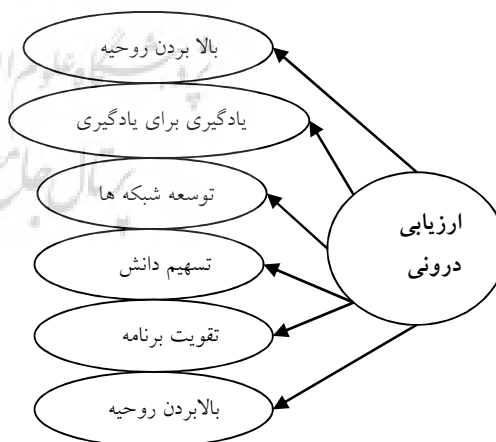 بالا بردن روحیه
یادگیری برای یادگیری
توسعه شبکه ها
تسهیم دانش
تقویت برنامه
بالابردن روحیه
ارزیابی
درونی